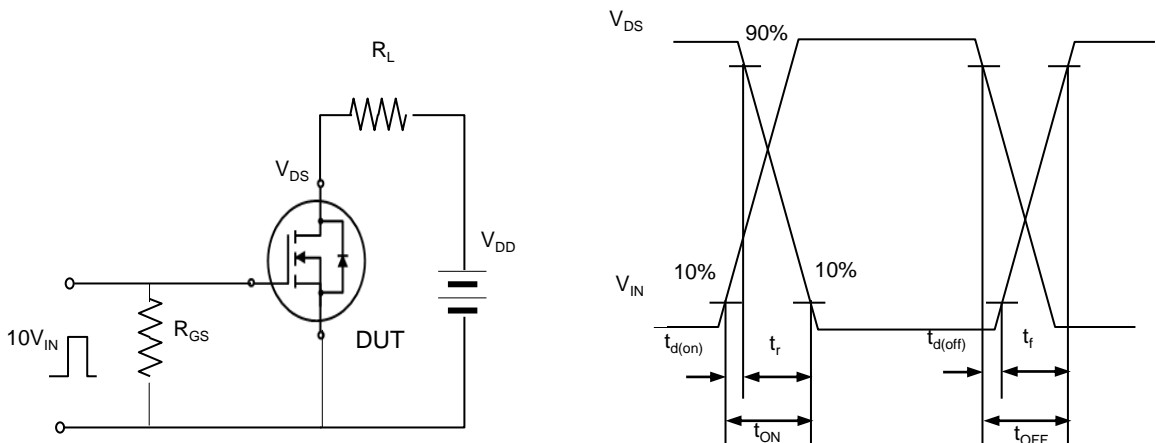 R_L
V_DS
V_DD
R_GS
10V_IN
DUT
V_DS
90%
10%
10%
V_IN
t_d(on)
t_r
t_d(off)
t_f
t_ON
t_OFF